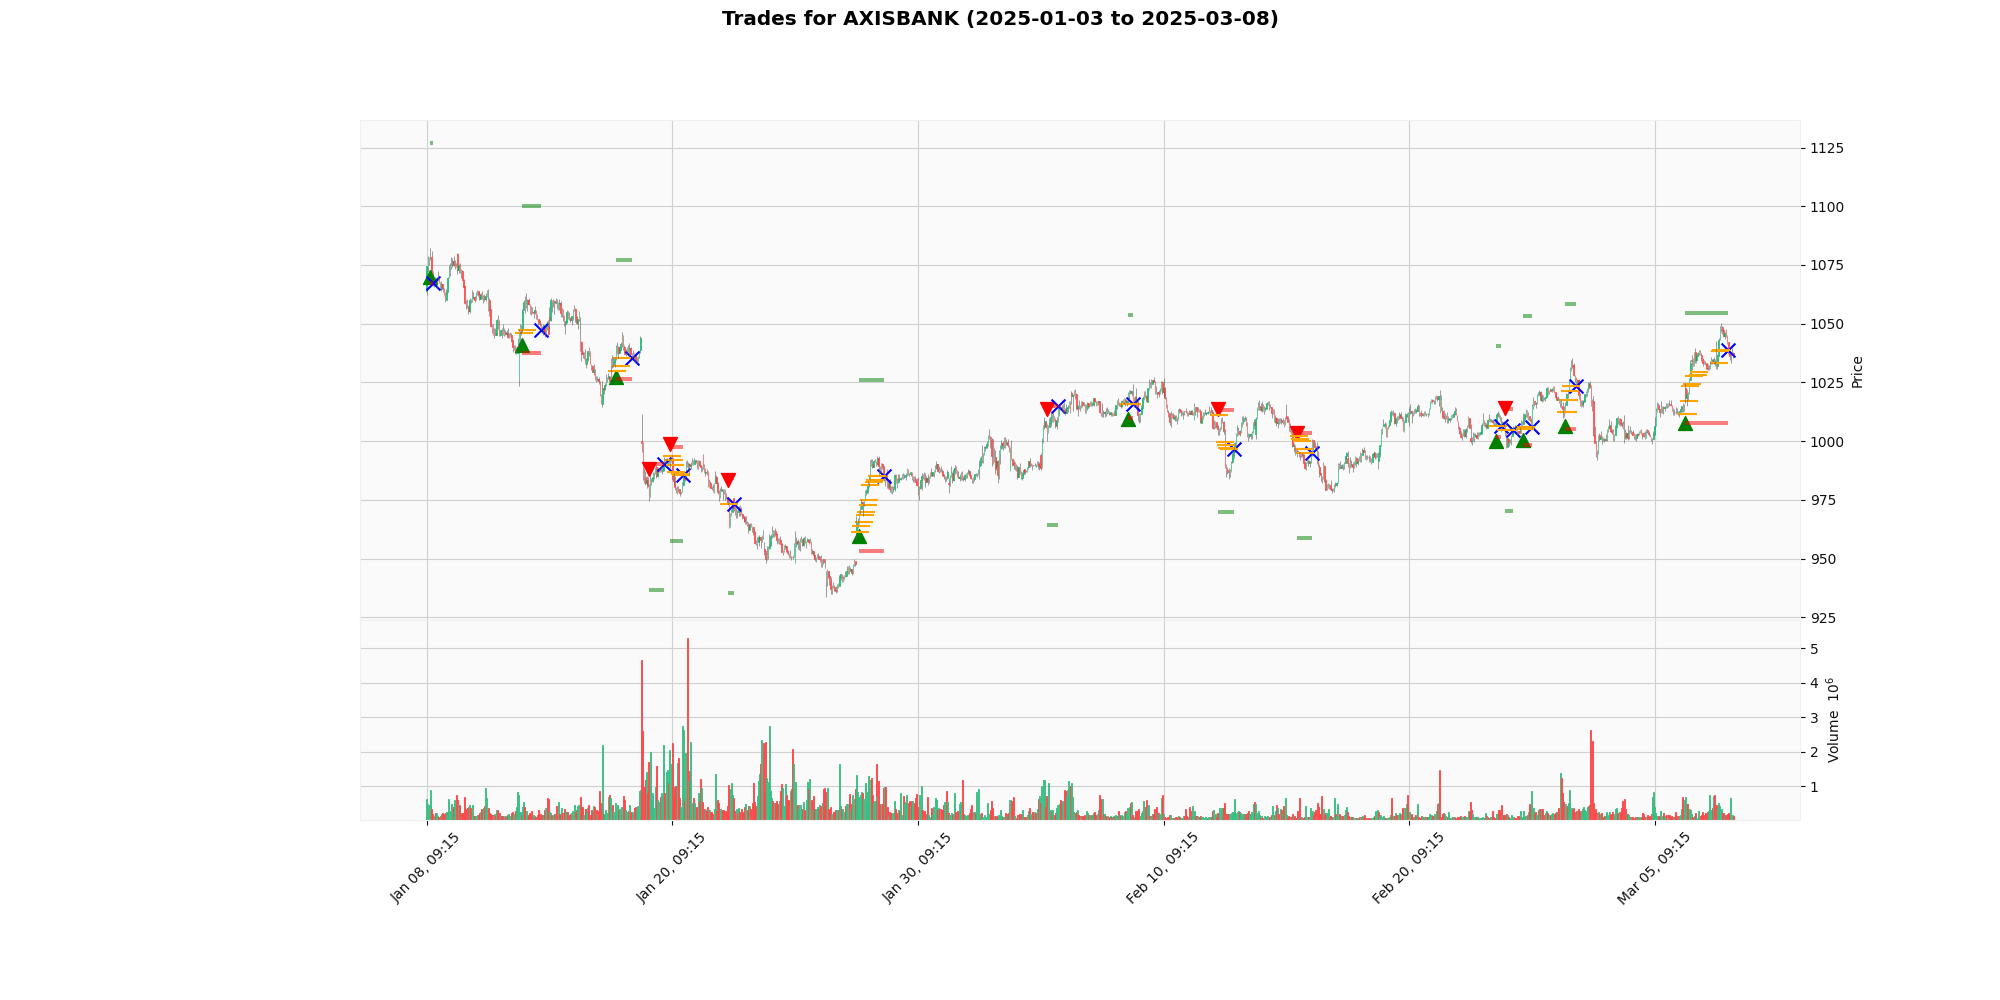 Trades for AXISBANK (2025-01-03 to 2025-03-08)
1125
1100
1075
1050
1025
1000
975
950
925
Price
5
4
3
2
1
Volume 10^6
Jan 08, 09:15
Jan 20, 09:15
Jan 30, 09:15
Feb 10, 09:15
Feb 20, 09:15
Mar 05, 09:15